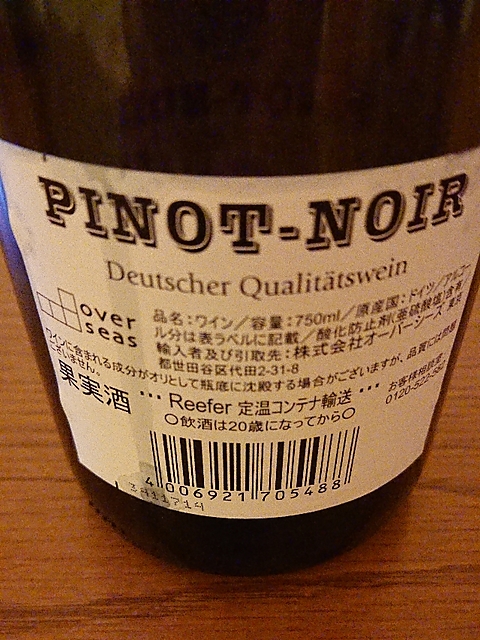 PINOT-NOIR
Deutscher Qualitätswein
over
seas
品名:ワイン/容量:750ml/原産国:ドイツ/アルコー
ル分は表ラベルに記載/酸化防止剤(亜硫酸塩)含有/
輸入者及び引取先:株式会社オーバーシーズ 東京
都世田谷区代田2-31-8
ワインに含まれる成分がオリとして瓶底に沈殿する場合がございますが、品質には問題
ございません。
果実酒
… Reefer 定温コンテナ輸送 …
お客様相談室
0120-522-582
〇飲酒は20歳になってから〇
4 006921 705488